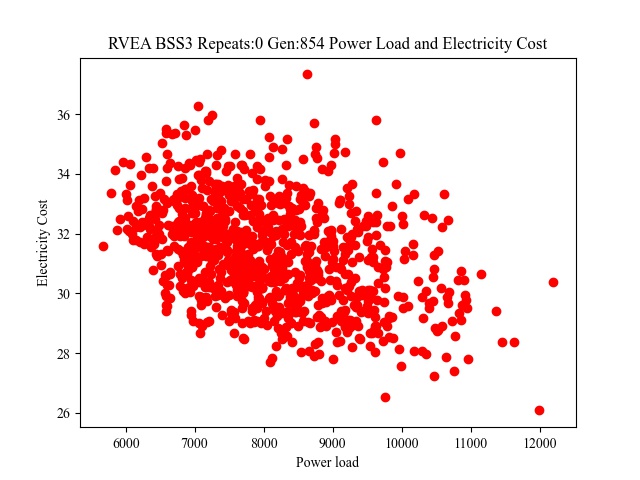 RVEA BSS3 Repeats:0 Gen:854 Power Load and Electricity Cost
36
34
32
30
28
26
Electricity Cost
6000 7000 8000 9000 10000 11000 12000
Power load